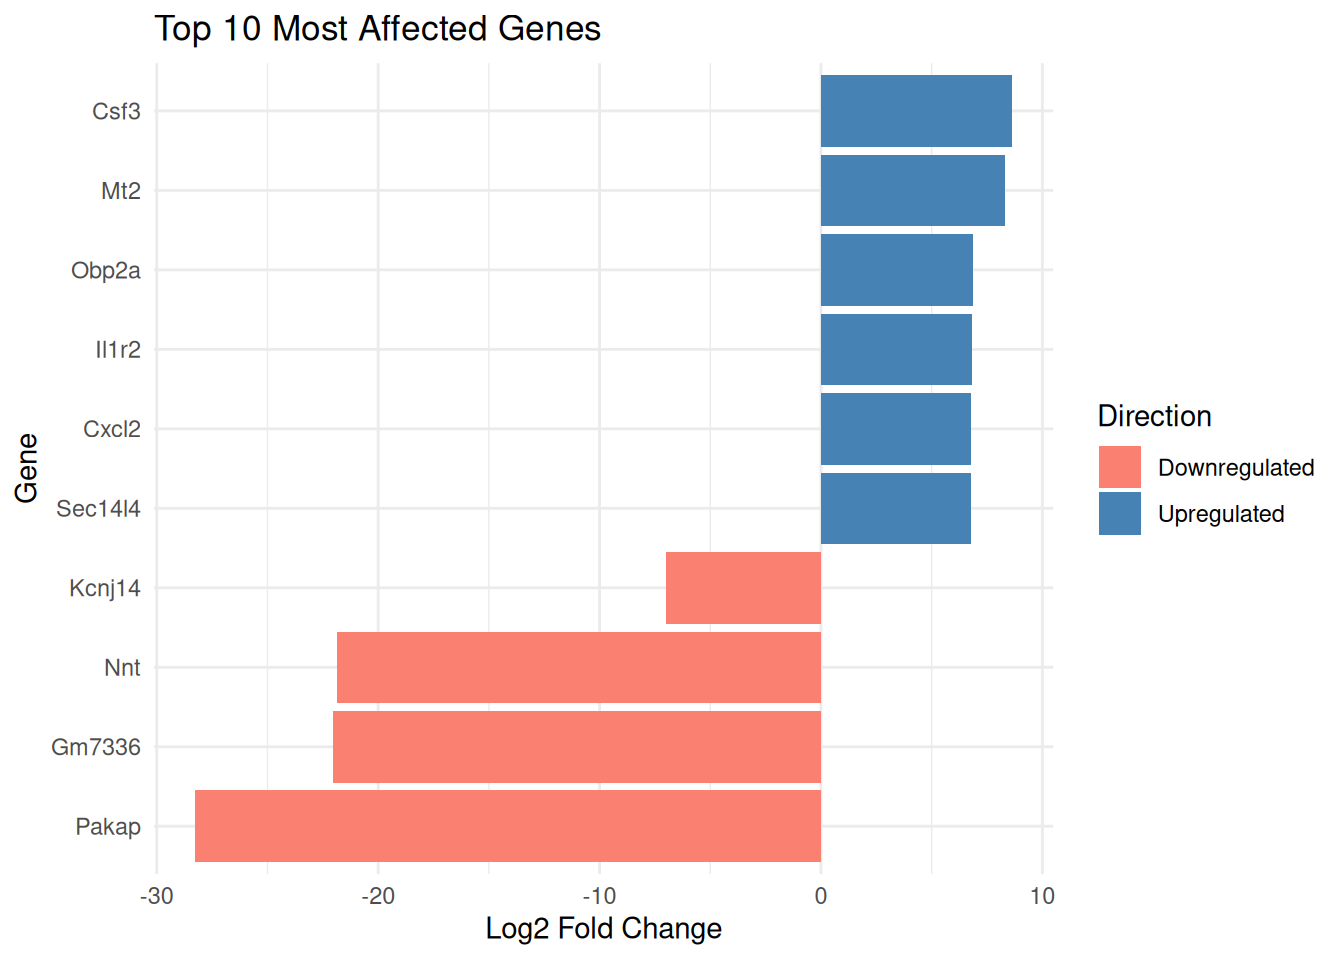 Top 10 Most Affected Genes
Csf3
Mt2
Obp2a
Il1r2
Cxcl2
Sec14l4
Kcnj14
Nnt
Gm7336
Pakap
Gene
-30 -20 -10 0 10
Log2 Fold Change
Direction
Downregulated
Upregulated